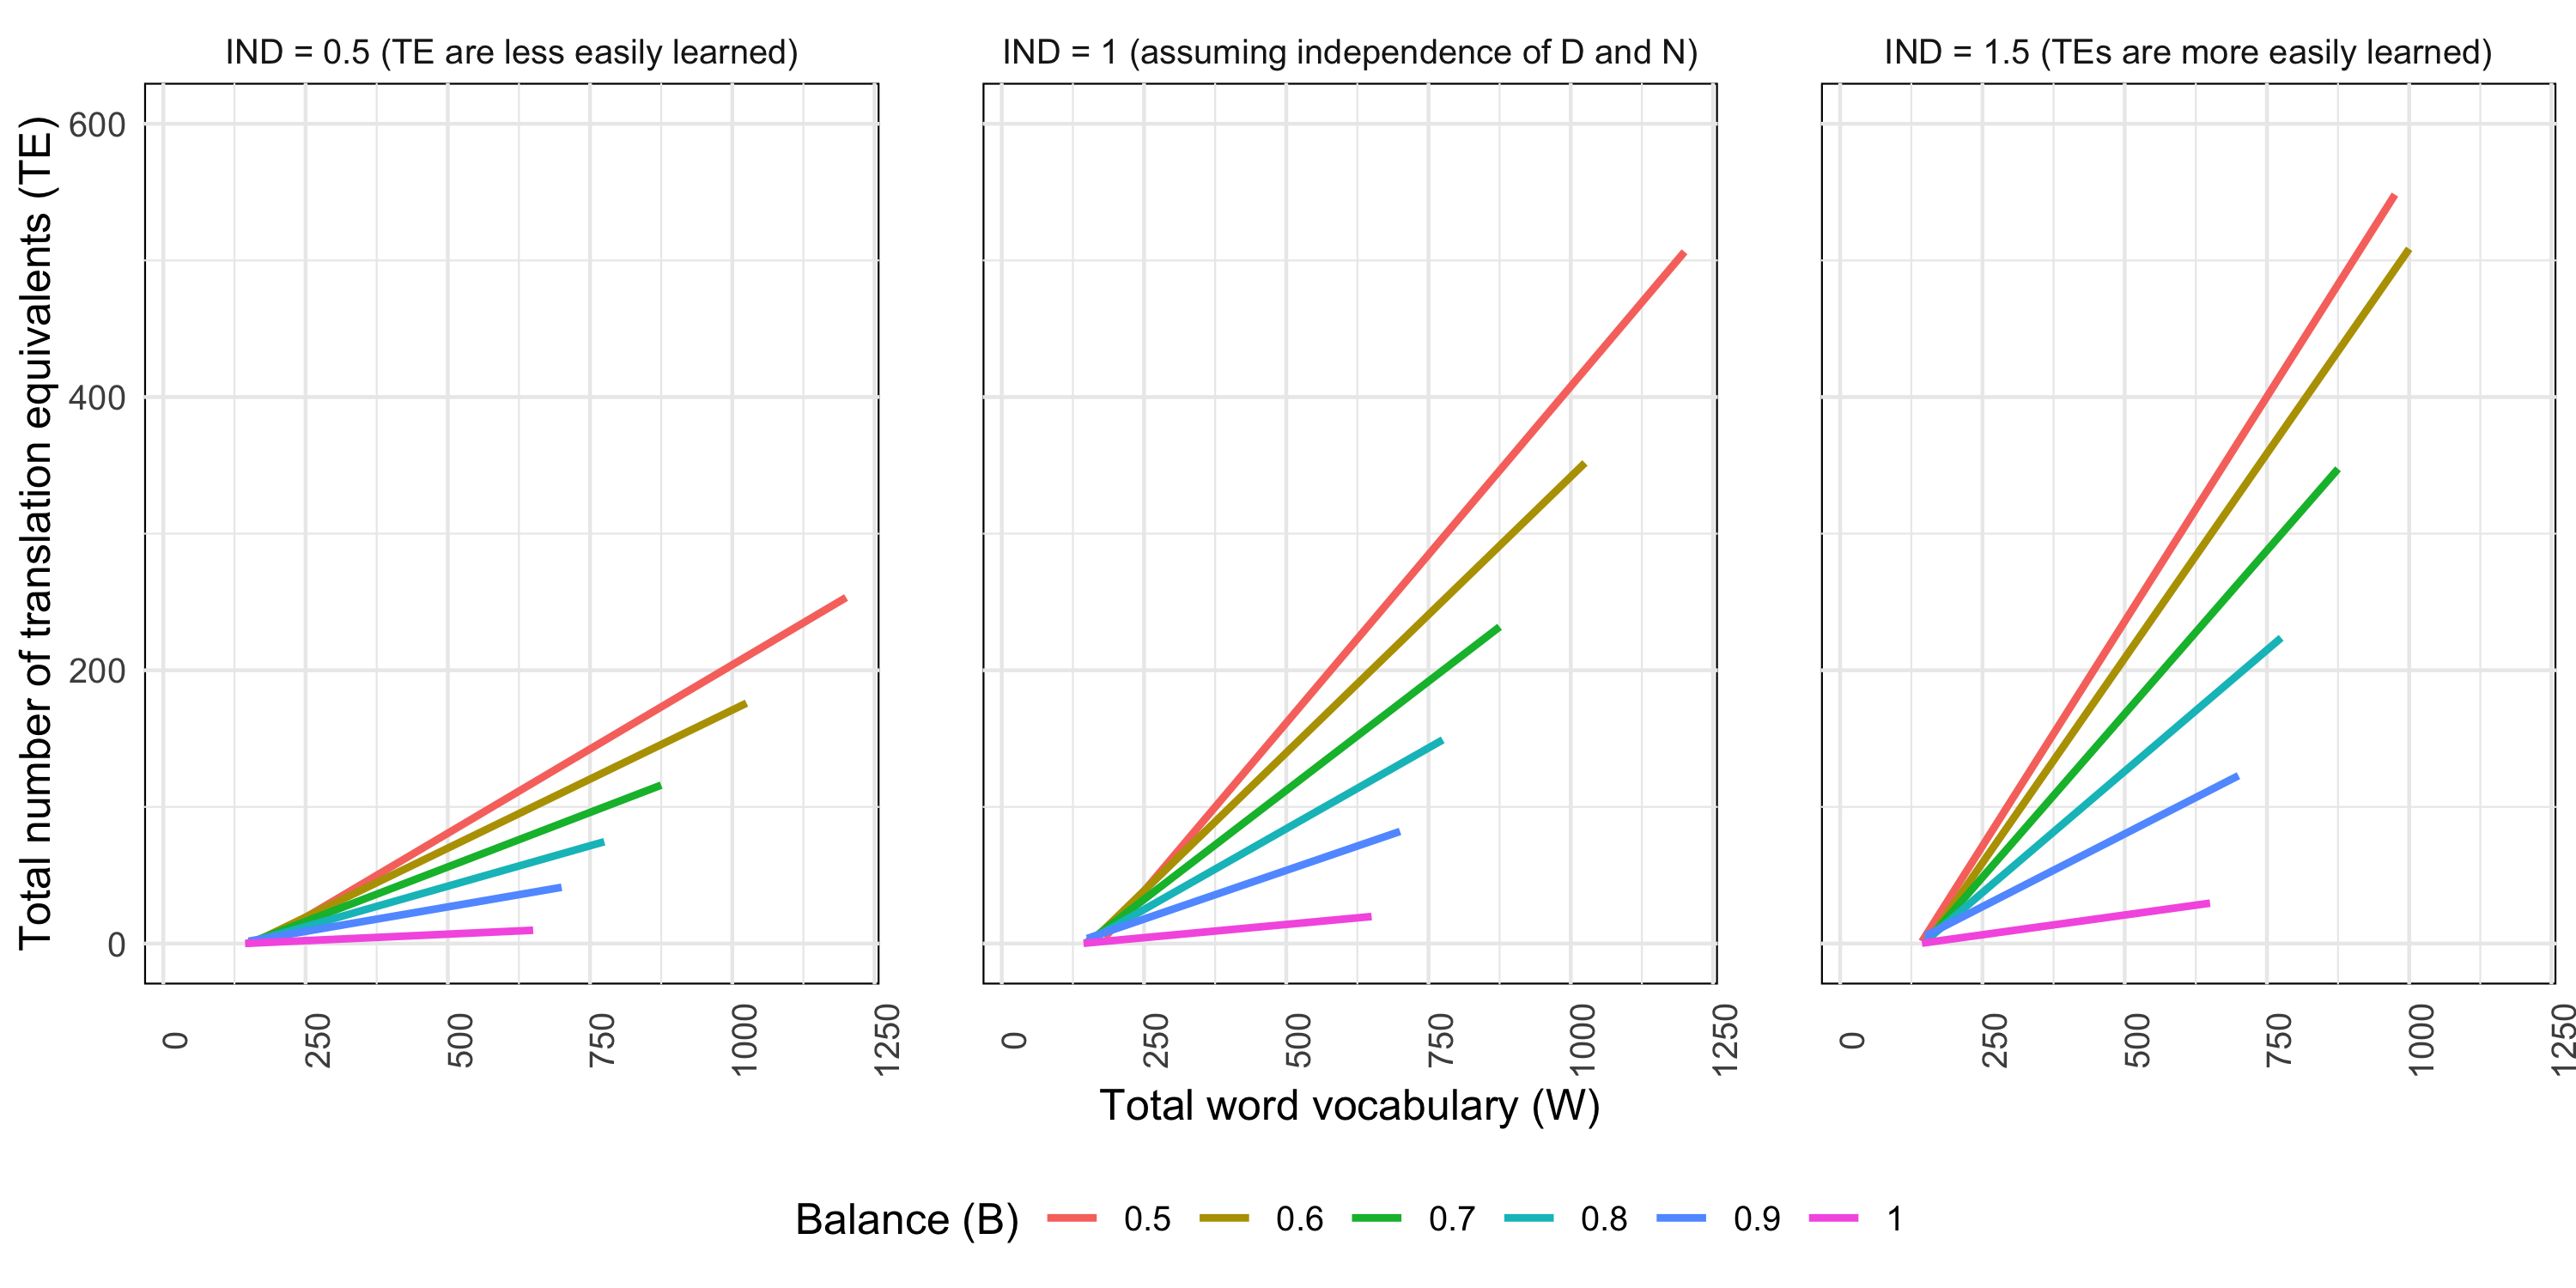 IND = 0.5 (TE are less easily learned)
IND = 1 (assuming independence of D and N)
IND = 1.5 (TEs are more easily learned)
Total number of translation equivalents (TE)
600
400
200
0
0 250 500 750 1000 1250
0 250 500 750 1000 1250
0 250 500 750 1000 1250
Total word vocabulary (W)
Balance (B) 0.5 0.6 0.7 0.8 0.9 1